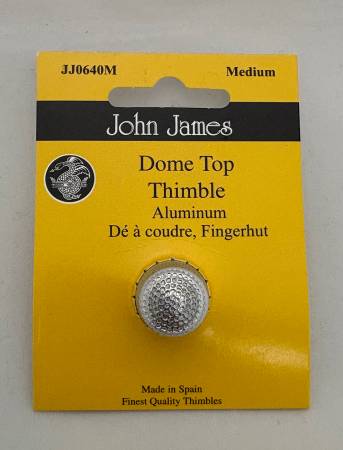 JJ0640M Medium
John James
Dome Top
Thimble
Aluminum
Dé à coudre, Fingerhut
Made in Spain
Finest Quality Thimbles